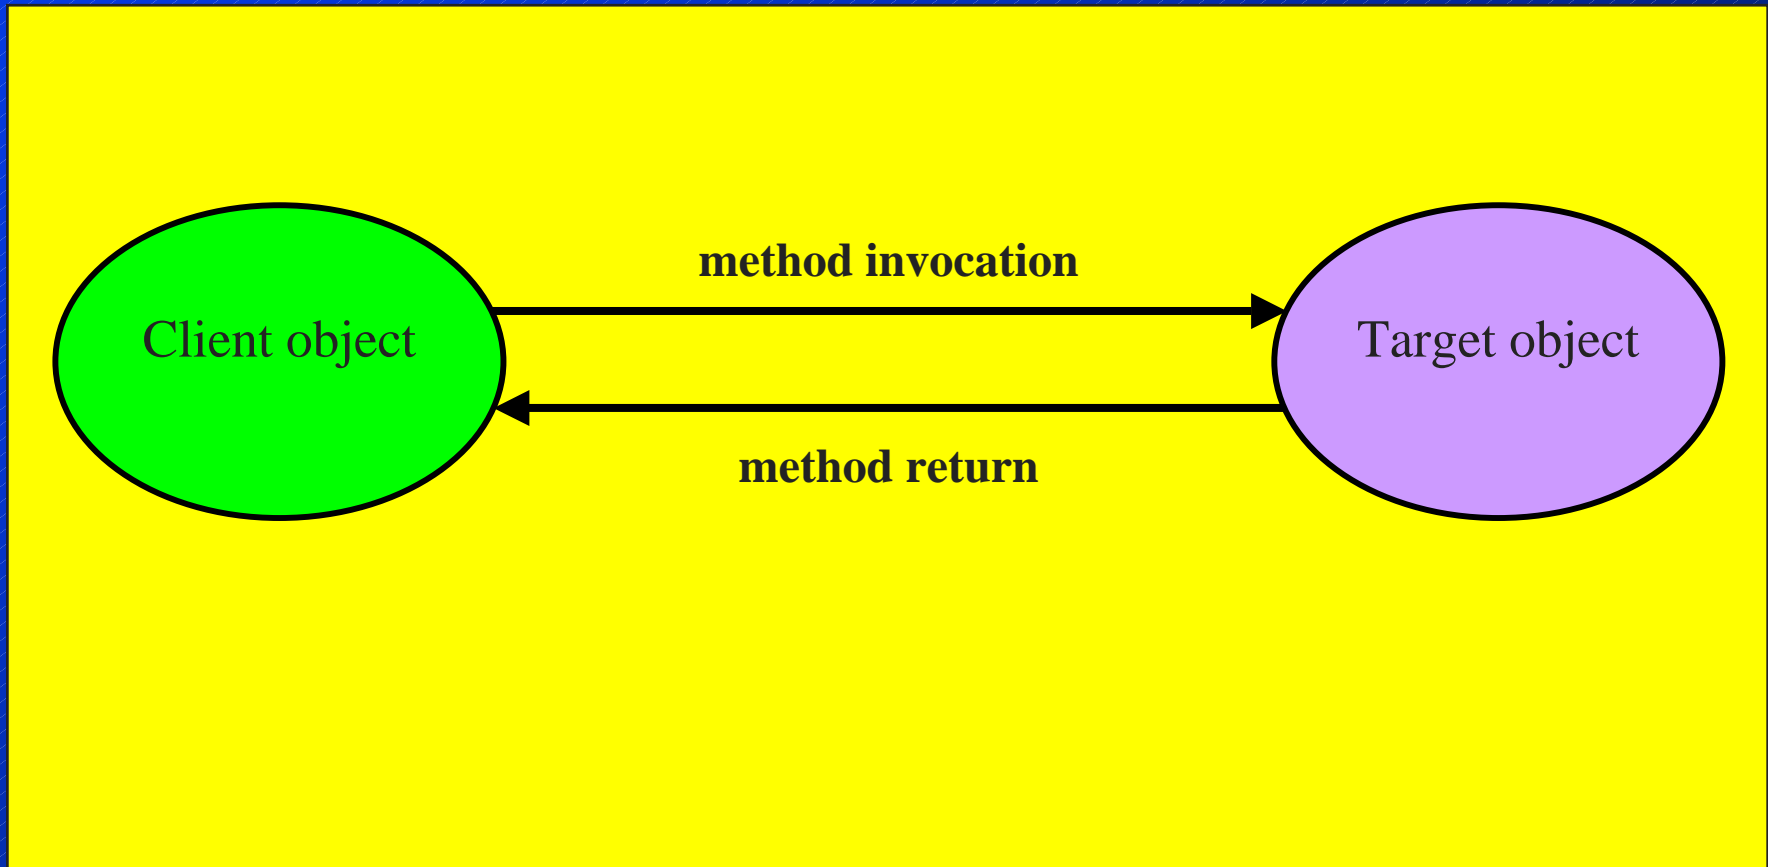 method invocation
Client object
Target object
method return